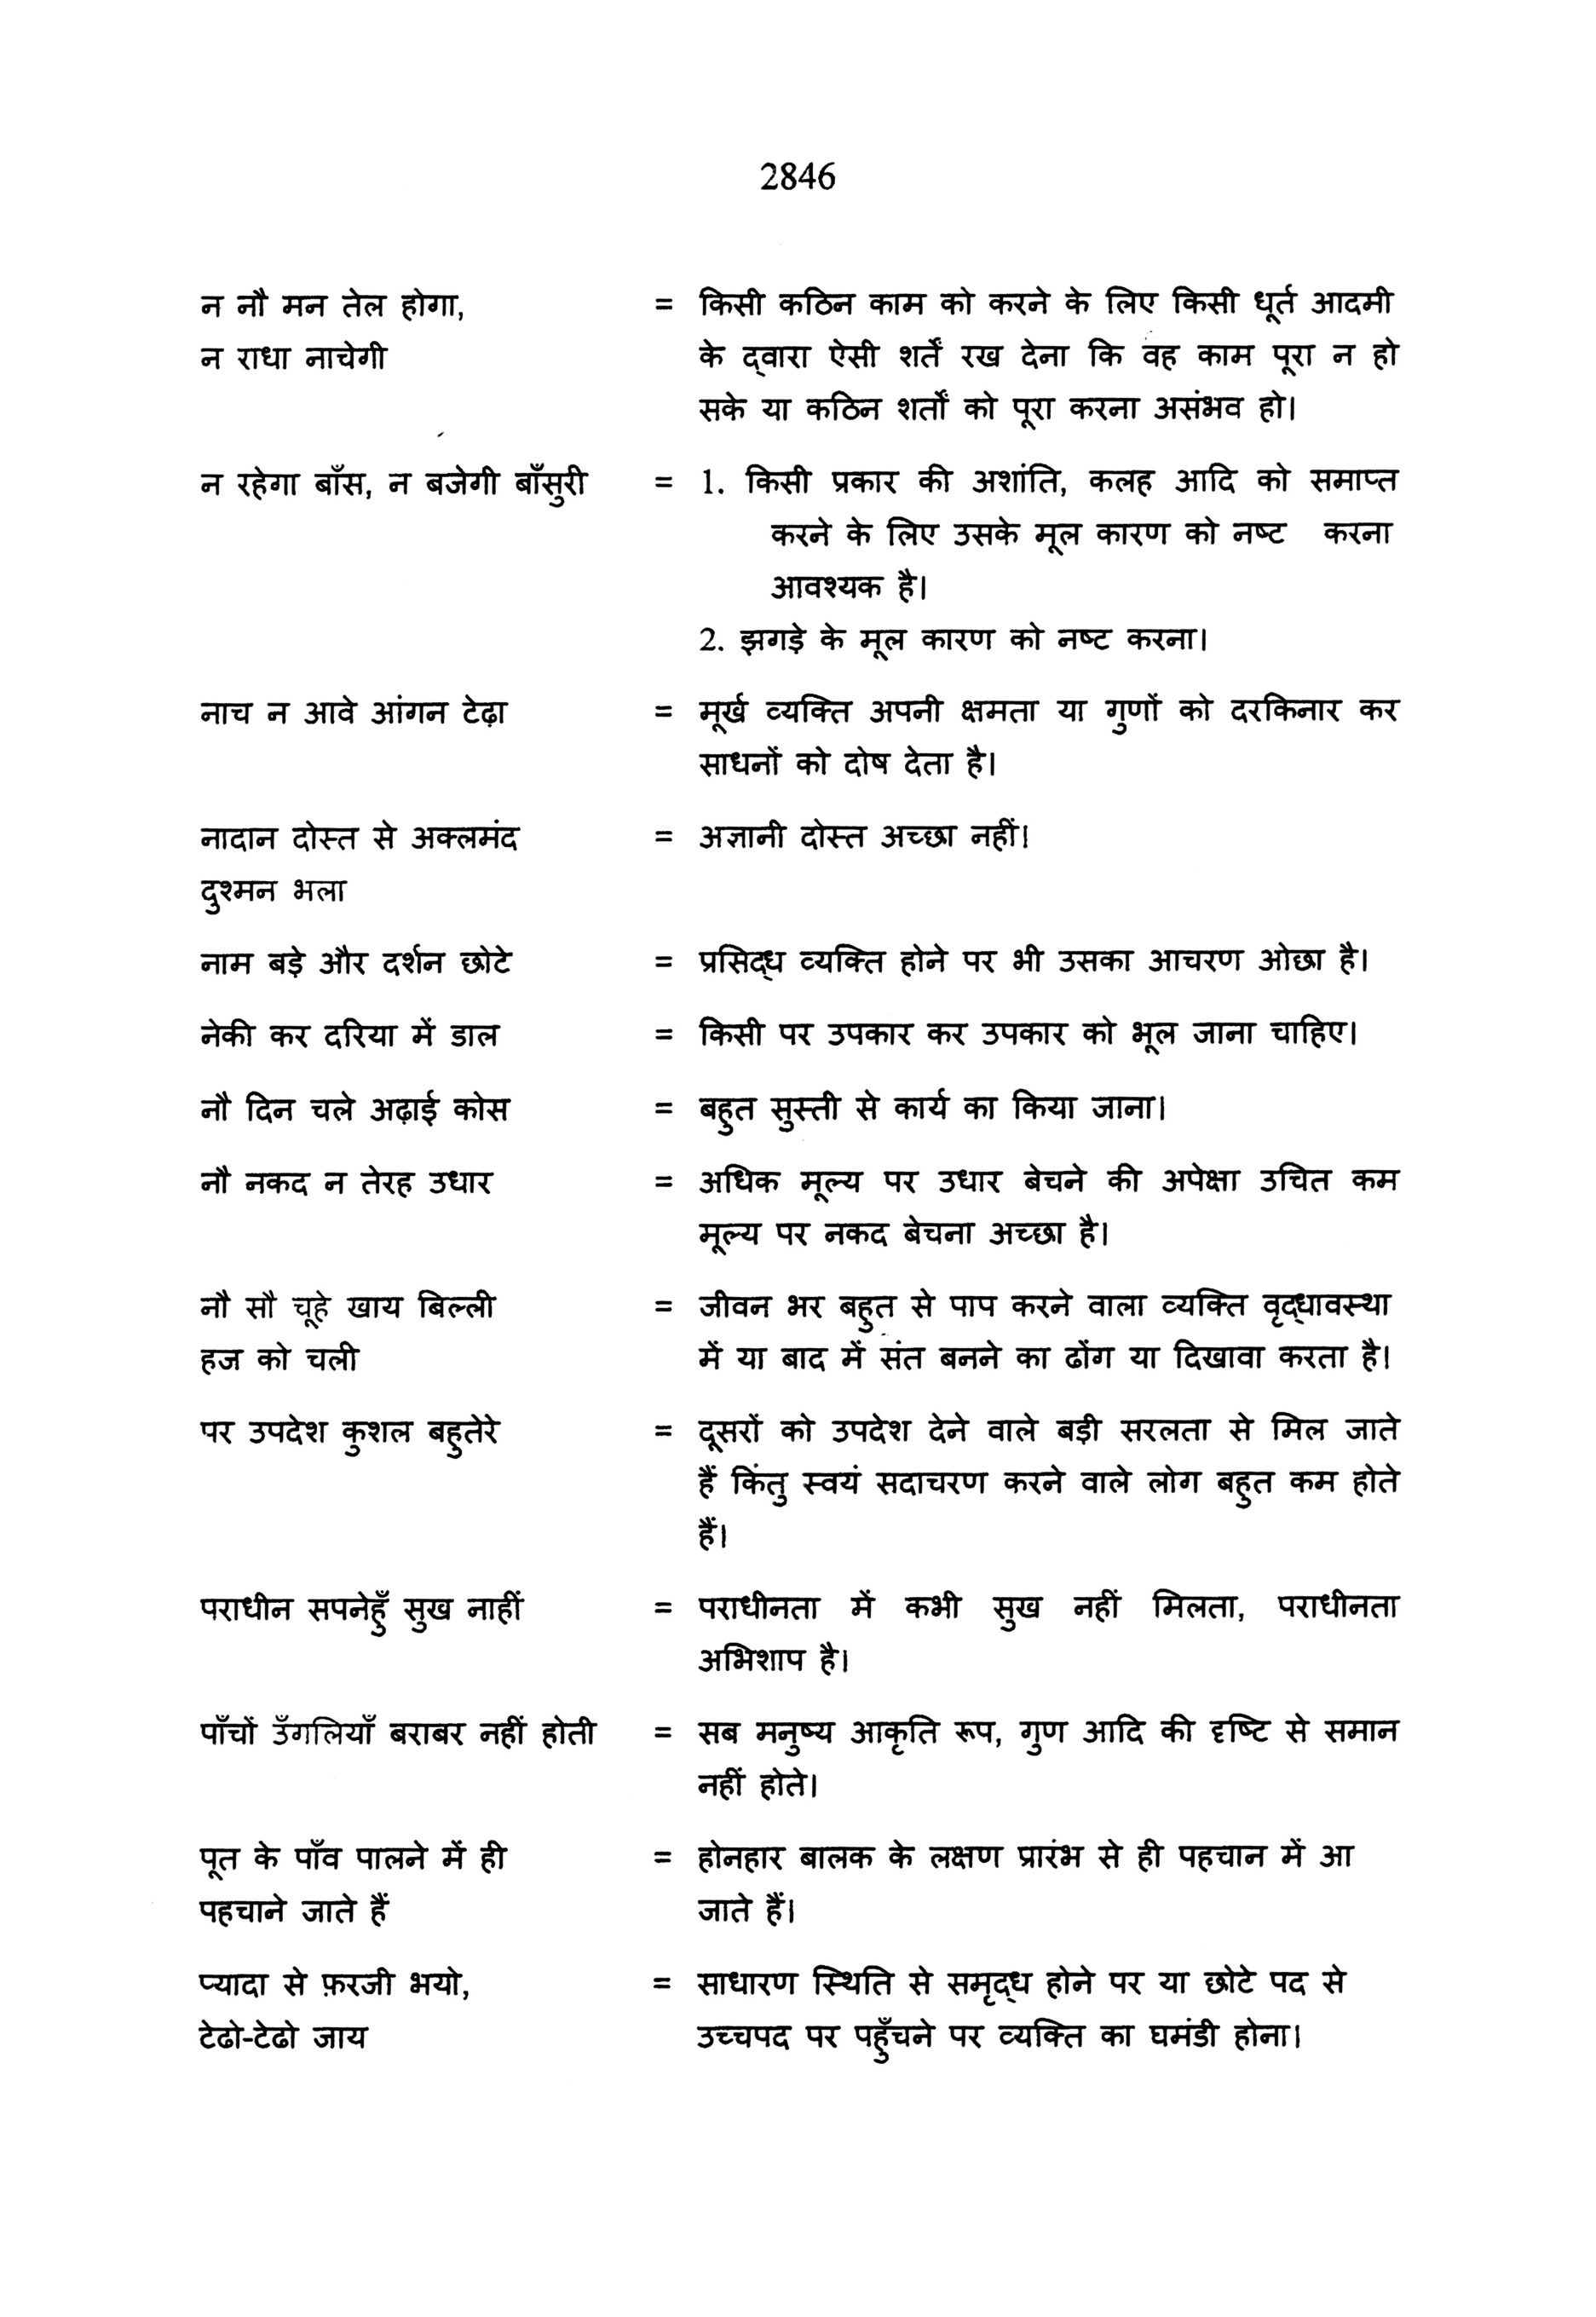 2846
न नौ मन तेल होगा, = किसी कठिन काम को करने के लिए किसी धूर्त आदमी
न राधा नाचेगी के द्वारा ऐसी शर्तें रख देना कि वह काम पूरा न हो
सके या कठिन शर्तों को पूरा करना असंभव हो।
न रहेगा बाँस, न बजेगी बाँसुरी = 1. किसी प्रकार की अशांति, कलह आदि को समाप्त
करने के लिए उसके मूल कारण को नष्ट करना
आवश्यक है।
2. झगड़े के मूल कारण को नष्ट करना।
नाच न आवे आंगन टेढ़ा = मूर्ख व्यक्ति अपनी क्षमता या गुणों को दरकिनार कर
साधनों को दोष देता है।
नादान दोस्त से अक्लमंद = अज्ञानी दोस्त अच्छा नहीं।
दुश्मन भला
नाम बड़े और दर्शन छोटे = प्रसिद्ध व्यक्ति होने पर भी उसका आचरण ओछा है।
नेकी कर दरिया में डाल = किसी पर उपकार कर उपकार को भूल जाना चाहिए।
नौ दिन चले अढ़ाई कोस = बहुत सुस्ती से कार्य का किया जाना।
नौ नकद न तेरह उधार = अधिक मूल्य पर उधार बेचने की अपेक्षा उचित कम
मूल्य पर नकद बेचना अच्छा है।
नौ सौ चूहे खाय बिल्ली = जीवन भर बहुत से पाप करने वाला व्यक्ति वृद्धावस्था
हज को चली में या बाद में संत बनने का ढोंग या दिखावा करता है।
पर उपदेश कुशल बहुतेरे = दूसरों को उपदेश देने वाले बड़ी सरलता से मिल जाते
हैं किंतु स्वयं सदाचरण करने वाले लोग बहुत कम होते
हैं।
पराधीन सपनेहुँ सुख नाहीं = पराधीनता में कभी सुख नहीं मिलता, पराधीनता
अभिशाप है।
पाँचों उँगलियाँ बराबर नहीं होती = सब मनुष्य आकृति रूप, गुण आदि की दृष्टि से समान
नहीं होते।
पूत के पाँव पालने में ही = होनहार बालक के लक्षण प्रारंभ से ही पहचान में आ
पहचाने जाते हैं जाते हैं।
प्यादा से फ़रजी भयो, = साधारण स्थिति से समृद्ध होने पर या छोटे पद से
टेढो-टेढो जाय उच्चपद पर पहुँचने पर व्यक्ति का घमंडी होना।